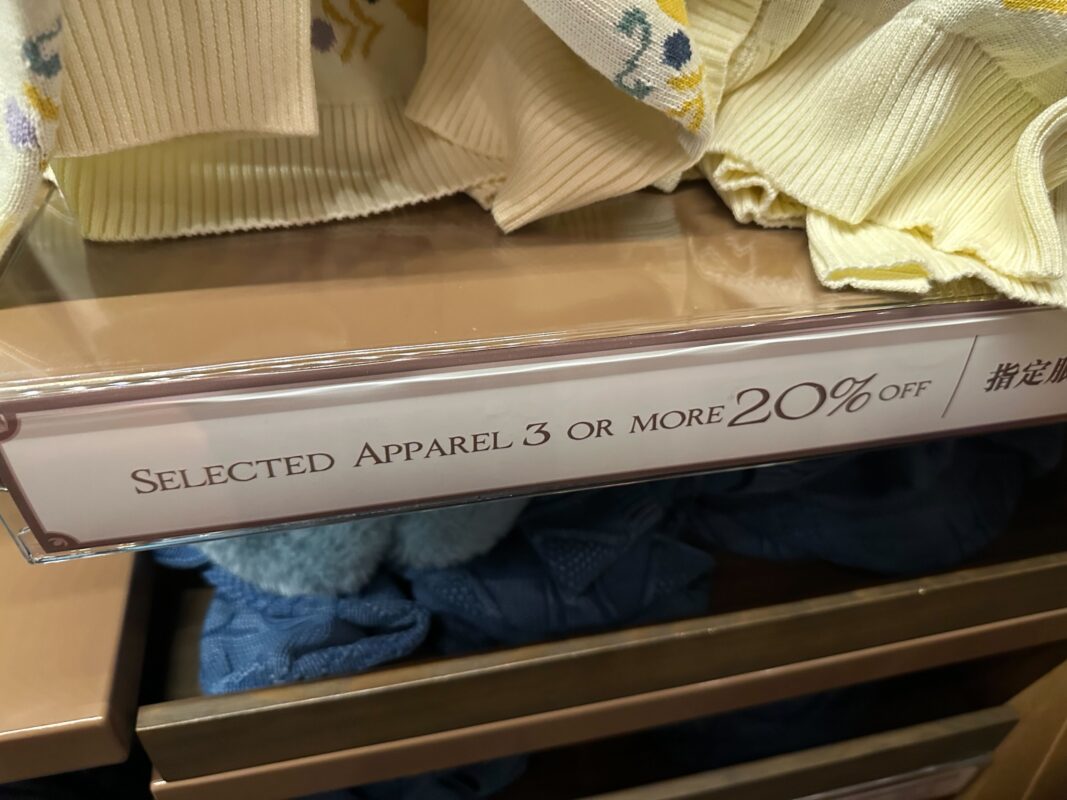 SELECTED APPAREL 3 OR MORE 20% OFF
指定服